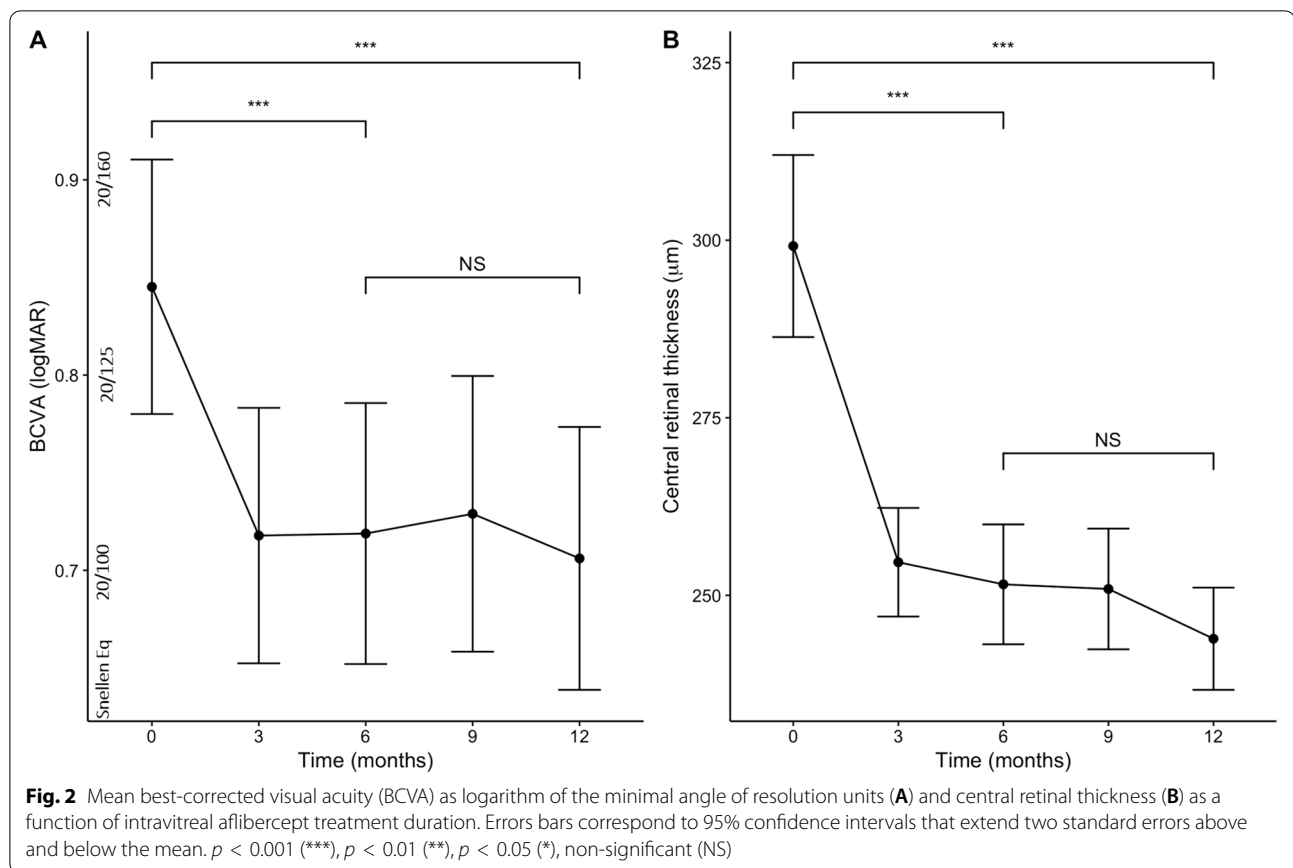 A
***
***
NS
0.9
0.8
0.7
20/160
20/125
20/100
Snellen Eq
BCVA (logMAR)
0 3 6 9 12
Time (months)
B
***
***
NS
325
300
275
250
Central retinal thickness (μm)
0 3 6 9 12
Time (months)
Fig. 2 Mean best-corrected visual acuity (BCVA) as logarithm of the minimal angle of resolution units (A) and central retinal thickness (B) as a
function of intravitreal aflibercept treatment duration. Errors bars correspond to 95% confidence intervals that extend two standard errors above
and below the mean. p < 0.001 (***), p < 0.01 (**), p < 0.05 (*), non-significant (NS)